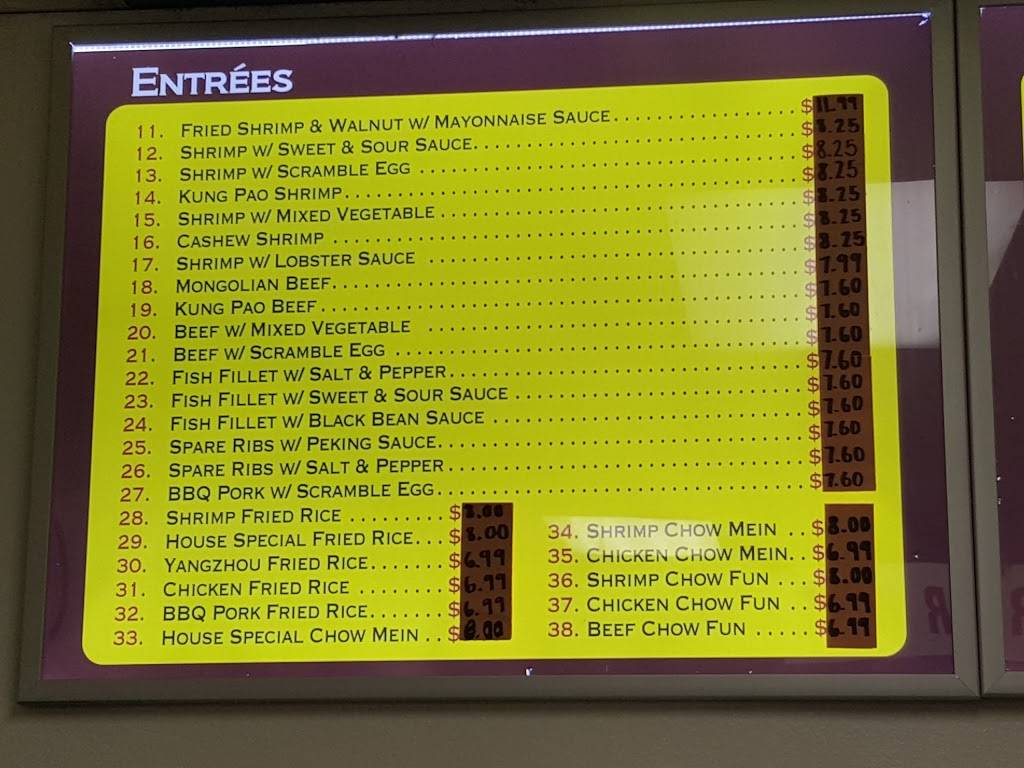 ENTRÉES
11. FRIED SHRIMP & WALNUT W/ MAYONNAISE SAUCE.................. $11.99
12. SHRIMP W/ SWEET & SOUR SAUCE.............................. $8.25
13. SHRIMP W/ SCRAMBLE EGG .............................. $8.25
14. KUNG PAO SHRIMP.............................. $8.25
15. SHRIMP W/ MIXED VEGETABLE .............................. $8.25
16. CASHEW SHRIMP .............................. $8.25
17. SHRIMP W/ LOBSTER SAUCE .............................. $8.25
18. MONGOLIAN BEEF.............................. $7.99
19. KUNG PAO BEEF.............................. $7.60
20. BEEF W/ MIXED VEGETABLE .............................. $7.60
21. BEEF W/ SCRAMBLE EGG .............................. $7.60
22. FISH FILLET W/ SALT & PEPPER.............................. $7.60
23. FISH FILLET W/ SWEET & SOUR SAUCE .............................. $7.60
24. FISH FILLET W/ BLACK BEAN SAUCE .............................. $7.60
25. SPARE RIBS W/ PEKING SAUCE.............................. $7.60
26. SPARE RIBS W/ SALT & PEPPER.............................. $7.60
27. BBQ PORK W/ SCRAMBLE EGG.............................. $7.60
28. SHRIMP FRIED RICE ........ $8.00
29. HOUSE SPECIAL FRIED RICE... $8.00
30. YANGZHOU FRIED RICE....... $6.99
31. CHICKEN FRIED RICE ........ $6.99
32. BBQ PORK FRIED RICE....... $6.99
33. HOUSE SPECIAL CHOW MEIN .. $8.00
34. SHRIMP CHOW MEIN .. $8.00
35. CHICKEN CHOW MEIN.. $6.99
36. SHRIMP CHOW FUN ... $8.00
37. CHICKEN CHOW FUN .. $6.99
38. BEEF CHOW FUN ..... $6.99